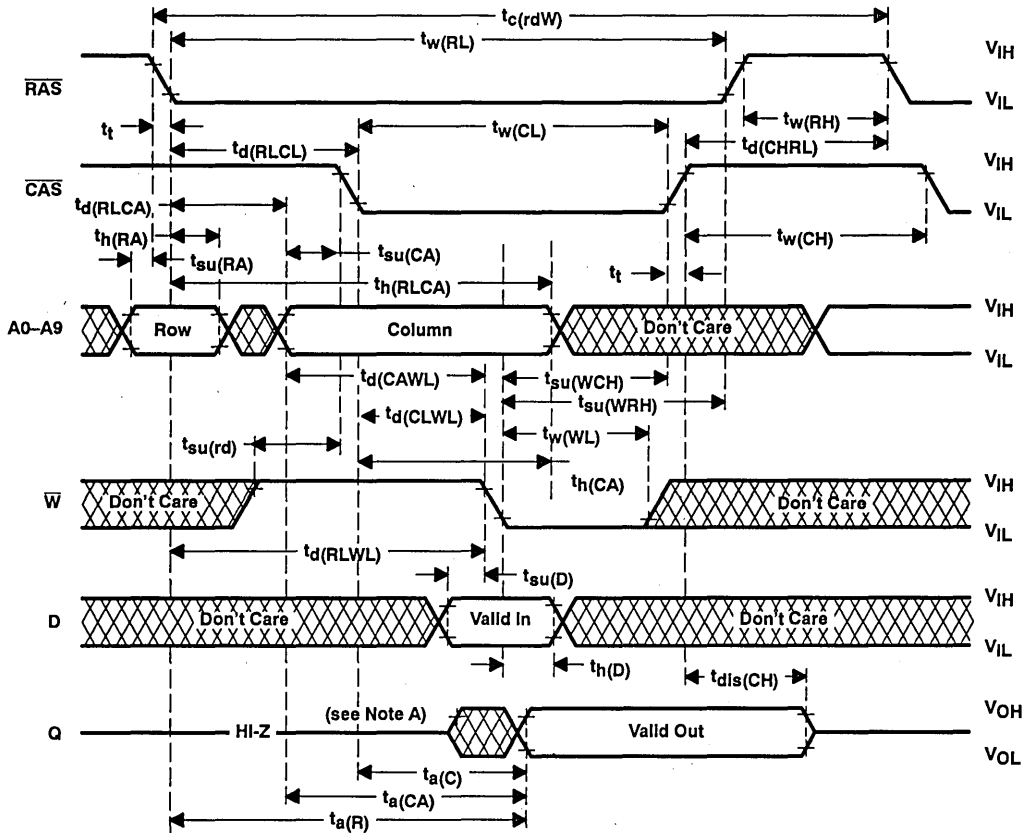 tc(rdW)
tw(RL)
VIH
RAS
VIL
tt
tw(CL)
tw(RH)
td(RLCL)
td(CHRL)
VIH
CAS
VIL
td(RLCA)
tw(CH)
th(RA)
tsu(RA)
tsu(CA)
th(RLCA)
tt
VIH
A0–A9
Row
Column
Don't Care
VIL
td(CAWL)
tsu(WCH)
tsu(WRH)
td(CLWL)
tsu(rd)
tw(WL)
th(CA)
VIH
W
Don't Care
Don't Care
VIL
td(RLWL)
tsu(D)
VIH
D
Don't Care
Valid In
Don't Care
VIL
th(D)
tdis(CH)
VOH
(see Note A)
Q
HI-Z
Valid Out
VOL
ta(C)
ta(CA)
ta(R)